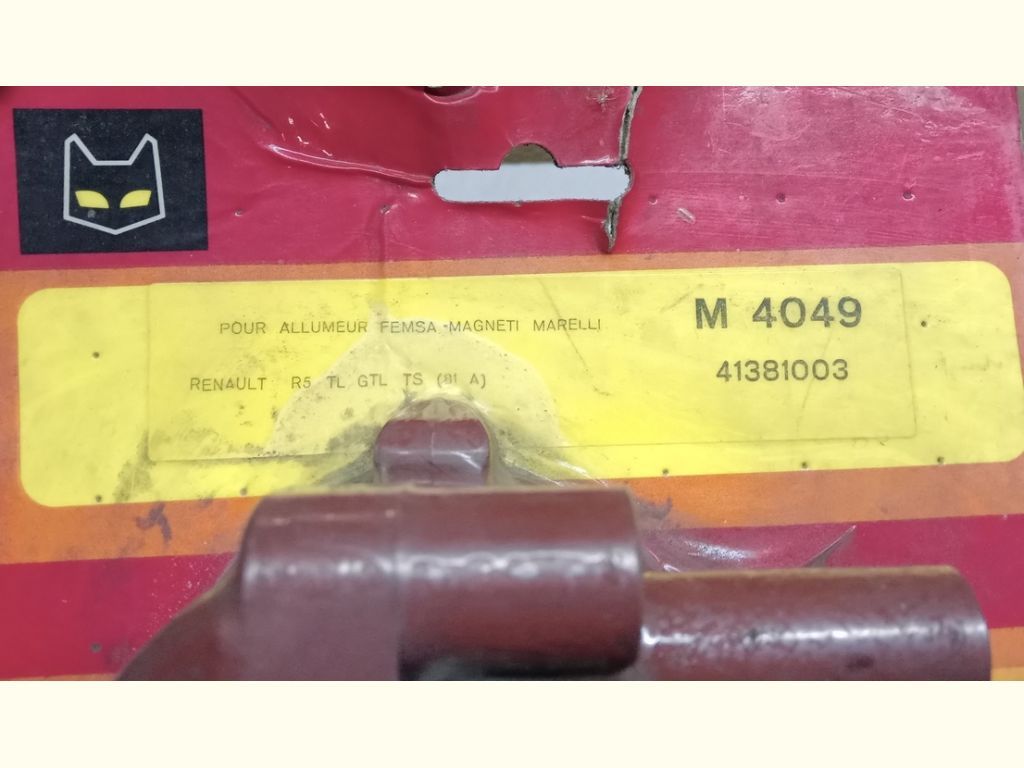 POUR ALLUMEUR FEMSA-MAGNETI MARELLI
M 4049
RENAULT R5 TL GTL TS (81 A)
41381003